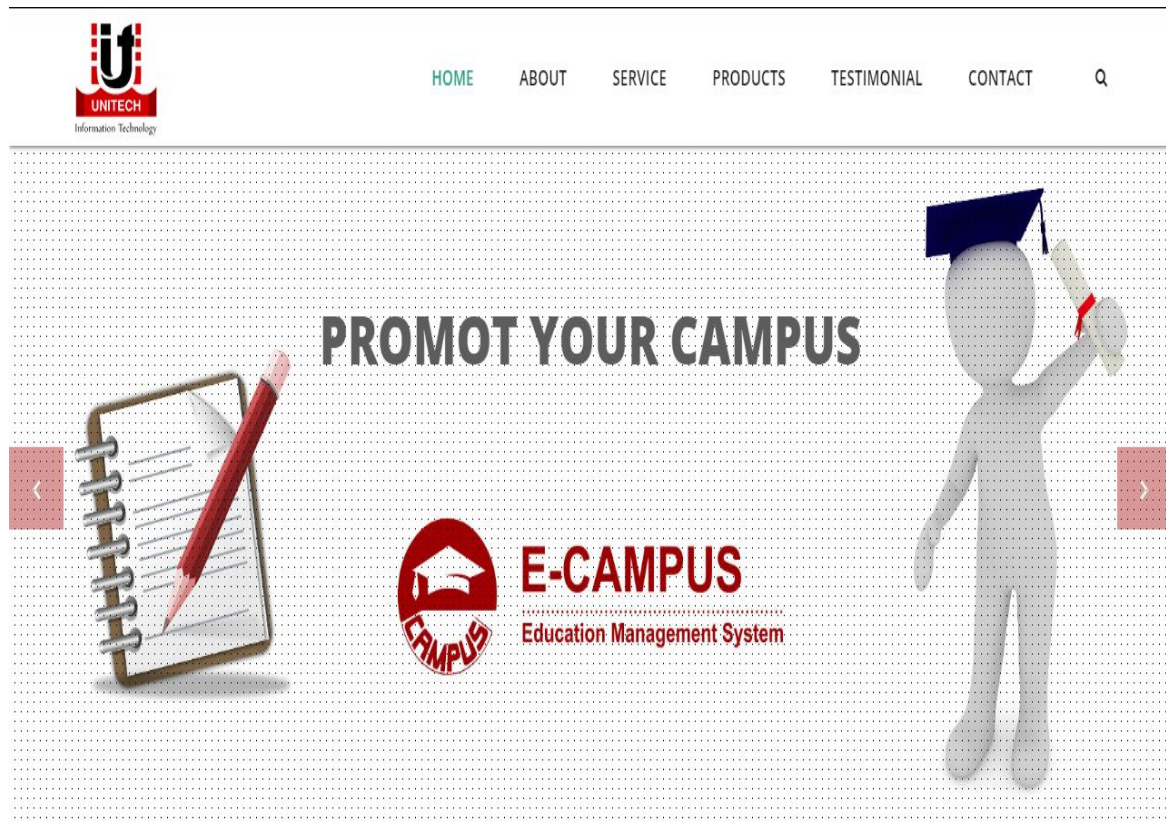 UNITECH
Information Technology
HOME ABOUT SERVICE PRODUCTS TESTIMONIAL CONTACT
PROMOT YOUR CAMPUS
E-CAMPUS
Education Management System
CAMPUS